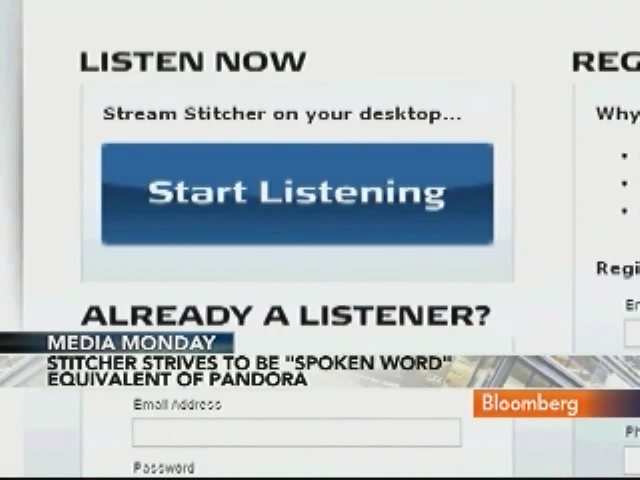 LISTEN NOW
REG
Stream Stitcher on your desktop...
Why
Start Listening
Regi
ALREADY A LISTENER?
MEDIA MONDAY
STITCHER STRIVES TO BE "SPOKEN WORD"
EQUIVALENT OF PANDORA
Bloomberg
Email Address
Password